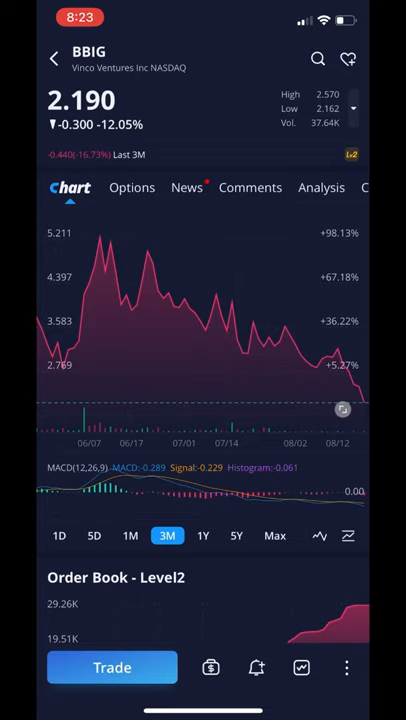 8:23
BBIG
Vinco Ventures Inc NASDAQ
2.190
-0.300 -12.05%
High 2.570
Low 2.162
Vol. 37.64K
-0.440(-16.73%) Last 3M
Lv2
Chart Options News Comments Analysis C
5.211 +98.13%
4.397 +67.18%
3.583 +36.22%
2.769 +5.27%
06/07 06/17 07/01 07/14 08/02 08/12
MACD(12,26,9) MACD:-0.289 Signal:-0.229 Histogram:-0.061
0.00
1D 5D 1M 3M 1Y 5Y Max
Order Book - Level2
29.26K
19.51K
Trade